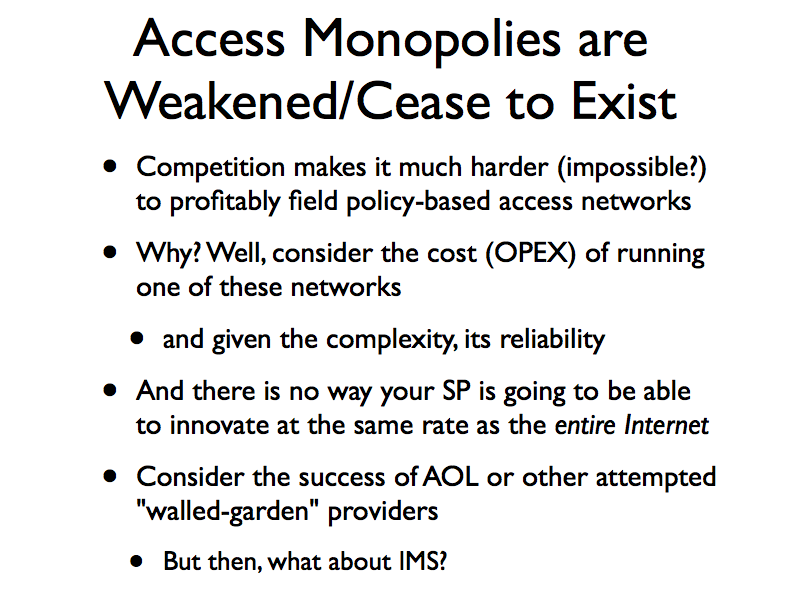 Access Monopolies are
Weakened/Cease to Exist
• Competition makes it much harder (impossible?)
to profitably field policy-based access networks
• Why? Well, consider the cost (OPEX) of running
one of these networks
• and given the complexity, its reliability
• And there is no way your SP is going to be able
to innovate at the same rate as the entire Internet
• Consider the success of AOL or other attempted
"walled-garden" providers
• But then, what about IMS?